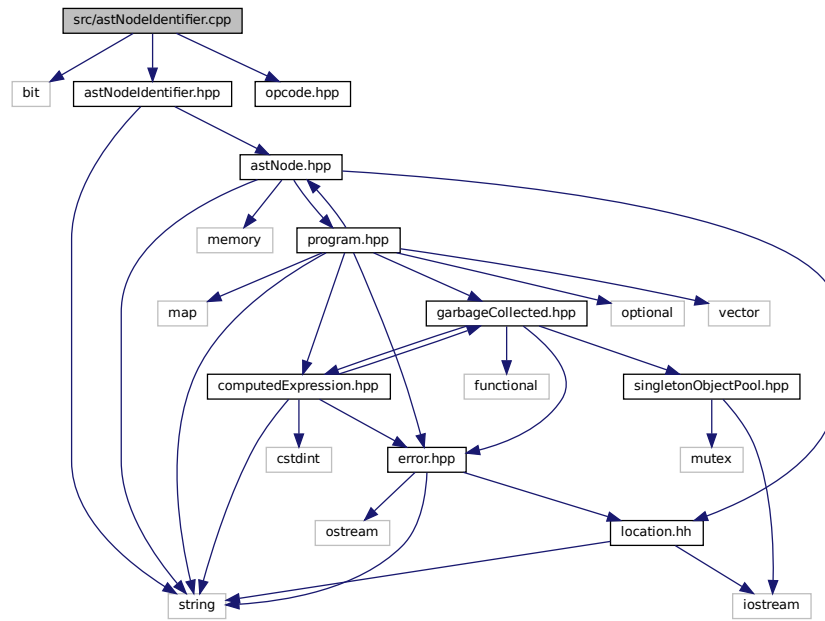 src/astNodeIdentifier.cpp
bit
astNodeIdentifier.hpp
opcode.hpp
astNode.hpp
memory
program.hpp
map
garbageCollected.hpp
optional
vector
computedExpression.hpp
functional
singletonObjectPool.hpp
cstdint
error.hpp
mutex
ostream
location.hh
string
iostream